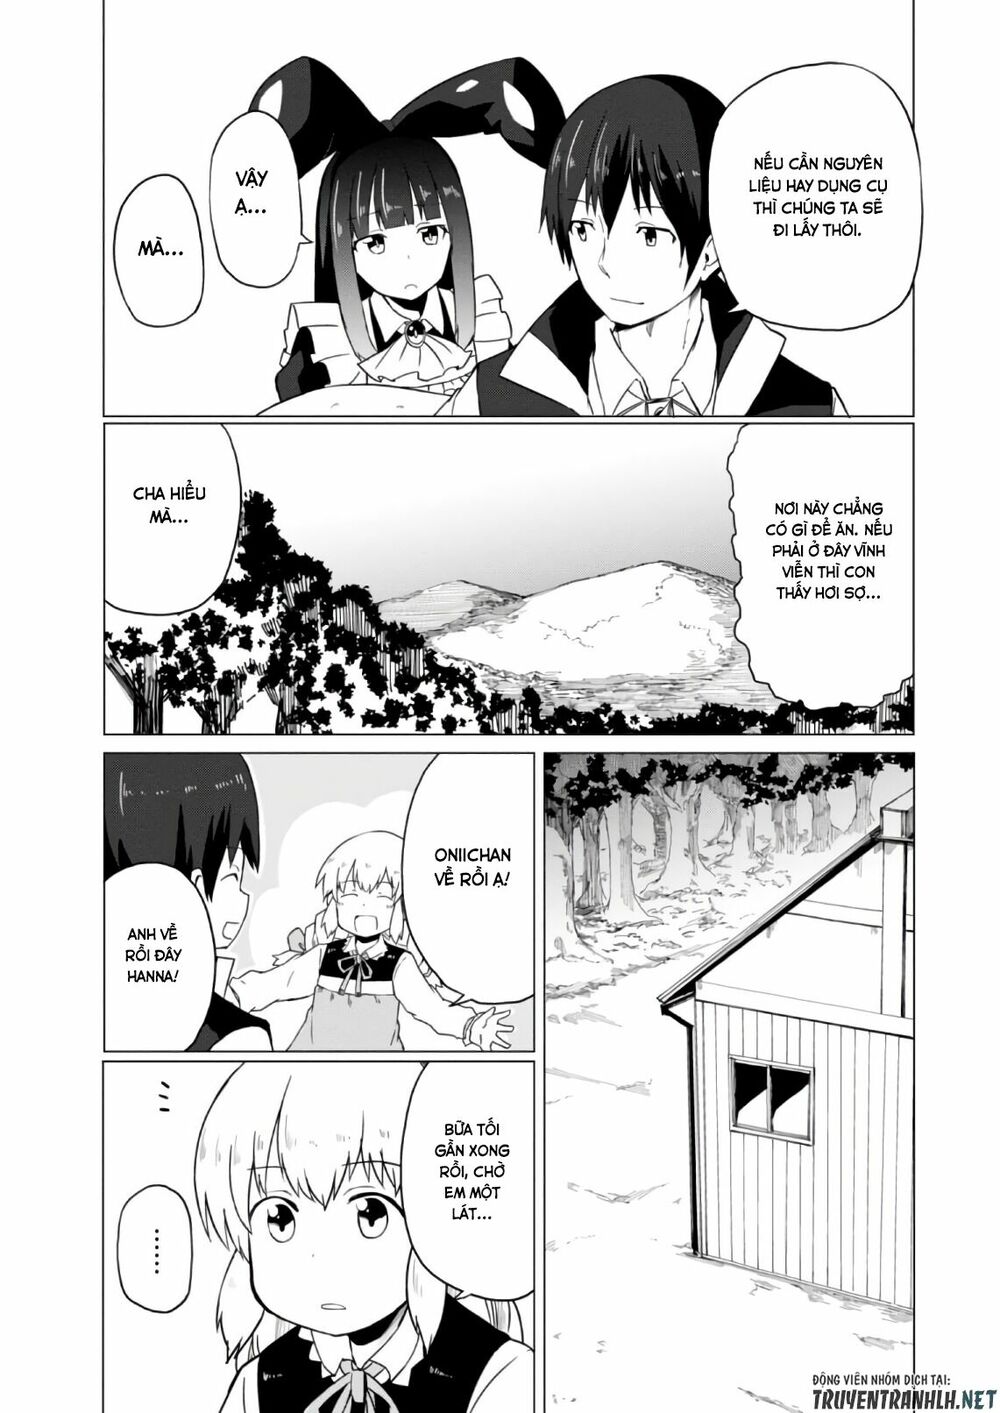 NẾU CẦN NGUYÊN
LIỆU HAY DỤNG CỤ
THÌ CHÚNG TA SẼ
ĐI LẤY THÔI.
VẬY
Ạ...
MÀ...
NƠI NÀY CHẲNG
CÓ GÌ ĐỂ ĂN. NẾU
PHẢI Ở ĐÂY VĨNH
VIỄN THÌ CON
THẤY HƠI SỢ...
CHA HIỂU
MÀ...
ONIICHAN
VỀ RỒI Ạ!
ANH VỀ
RỒI ĐÂY
HANNA!
BỮA TỐI
GẦN XONG
RỒI, CHỜ
EM MỘT
LÁT...
......
ĐỘNG VIÊN NHÓM DỊCH TẠI:
TRUYENTRANHLH.NET